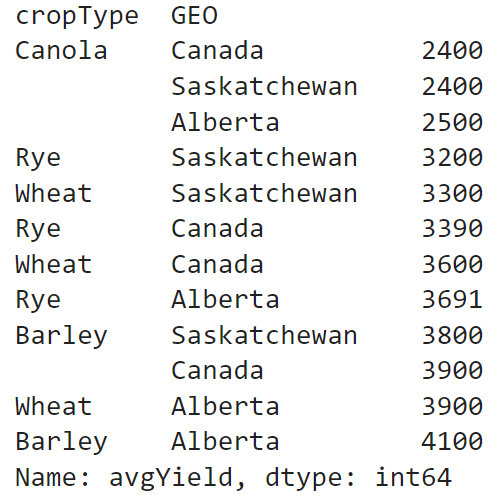 cropType  GEO
Canola    Canada          2400
          Saskatchewan    2400
          Alberta         2500
Rye       Saskatchewan    3200
Wheat     Saskatchewan    3300
Rye       Canada          3390
Wheat     Canada          3600
Rye       Alberta         3691
Barley    Saskatchewan    3800
          Canada          3900
Wheat     Alberta         3900
Barley    Alberta         4100
Name: avgYield, dtype: int64